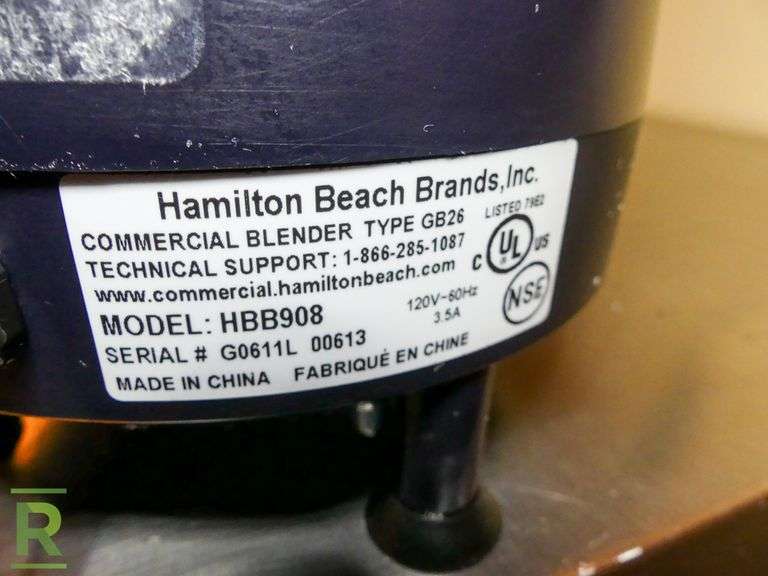 Hamilton Beach Brands,Inc.
COMMERCIAL BLENDER TYPE GB26
TECHNICAL SUPPORT: 1-866-285-1087
www.commercial.hamiltonbeach.com
MODEL: HBB908
SERIAL # G0611L 00613
MADE IN CHINA FABRIQUÉ EN CHINE
120V~60Hz
3.5A
LISTED 79E2
C UL US
NSF
R